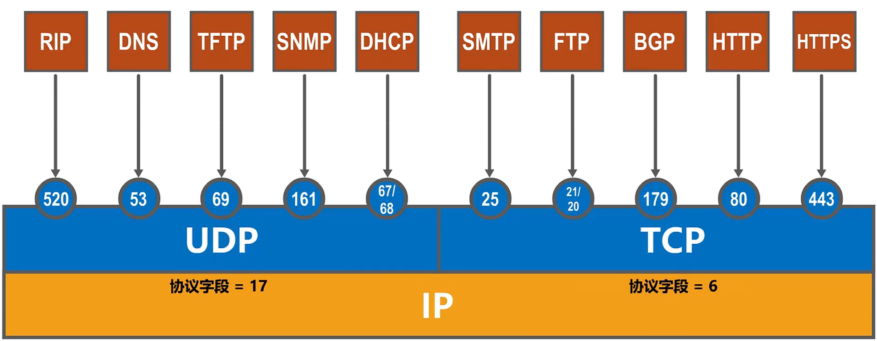 RIP
DNS
TFTP
SNMP
DHCP
SMTP
FTP
BGP
HTTP
HTTPS
520
53
69
161
67/
68
25
21/
20
179
80
443
UDP
TCP
协议字段 = 17
协议字段 = 6
IP